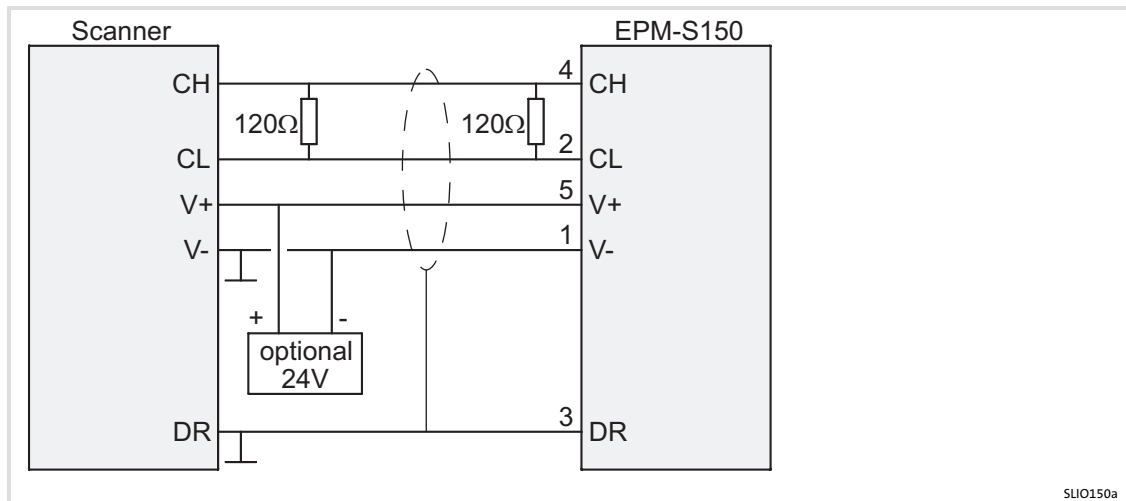 Scanner EPM-S150
CH 4 CH
120Ω 120Ω
CL 2 CL
V+ 5 V+
V- 1 V-
+ -
optional
24V
DR 3 DR
SLIO150a